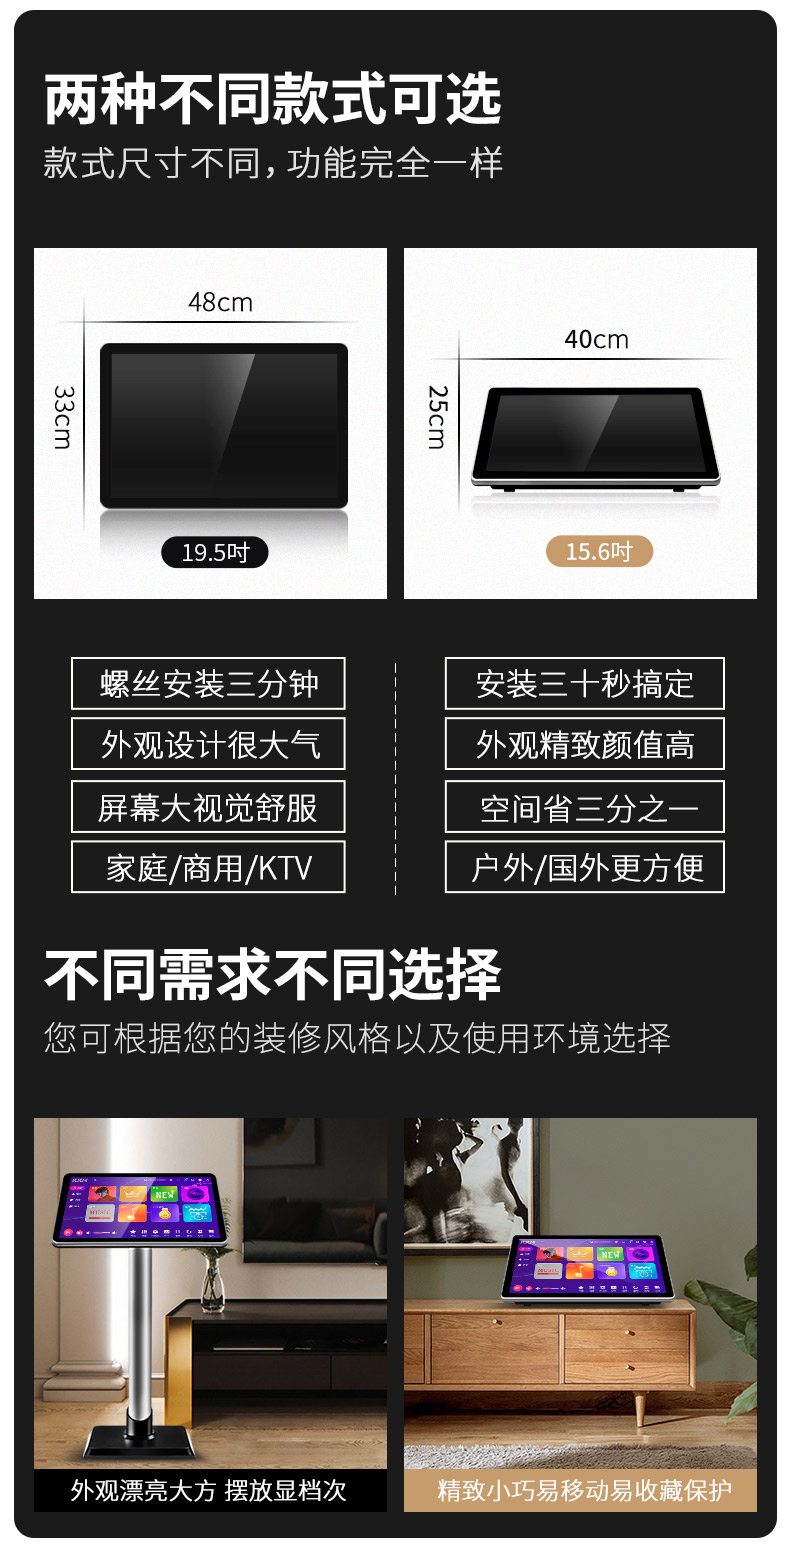 两种不同款式可选
款式尺寸不同，功能完全一样
48cm
33cm
19.5吋
40cm
25cm
15.6吋
螺丝安装三分钟
外观设计很大气
屏幕大视觉舒服
家庭/商用/KTV
安装三十秒搞定
外观精致颜值高
空间省三分之一
户外/国外更方便
不同需求不同选择
您可根据您的装修风格以及使用环境选择
NEW
MUSIC
外观漂亮大方 摆放显档次
NEW
MUSIC
精致小巧易移动易收藏保护